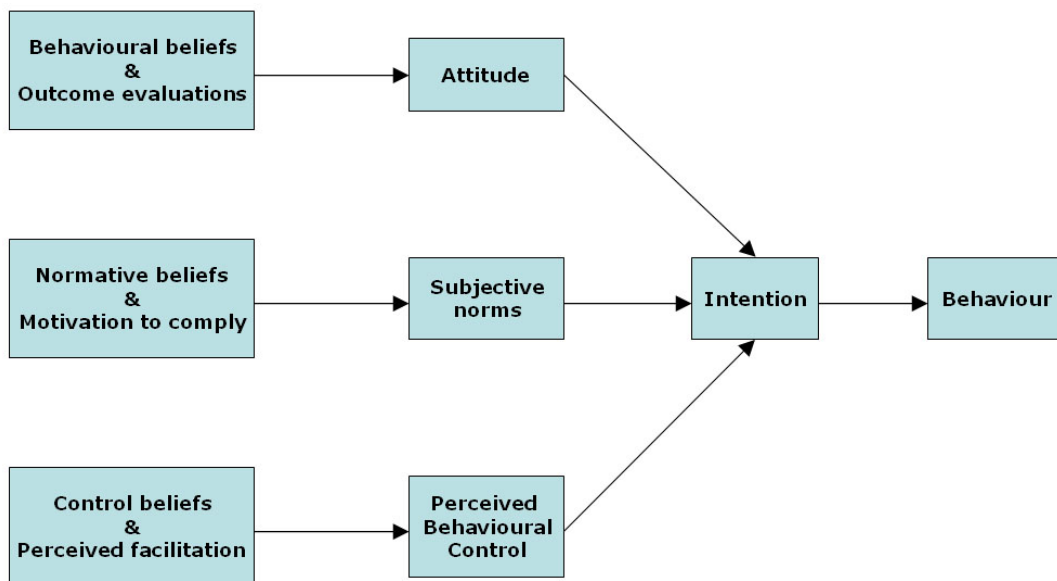 Behavioural beliefs
&
Outcome evaluations
Attitude
Normative beliefs
&
Motivation to comply
Subjective
norms
Intention
Behaviour
Control beliefs
&
Perceived facilitation
Perceived
Behavioural
Control